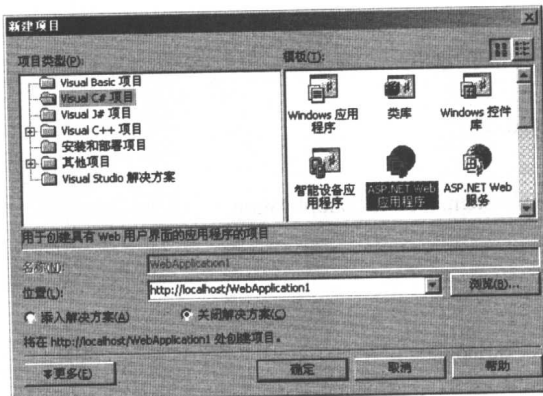 新建项目
项目类型(P):
模板(T):
Visual Basic 项目
Visual C# 项目
Visual J# 项目
Visual C++ 项目
安装和部署项目
其他项目
Visual Studio 解决方案
Windows 应用程序
类库
Windows 控件库
智能设备应用程序
ASP.NET Web 应用程序
ASP.NET Web 服务
用于创建具有 Web 用户界面的应用程序的项目
名称(N):
WebApplication1
位置(L):
http://localhost/WebApplication1
浏览(B)...
添入解决方案(A)
关闭解决方案(C)
将在 http://localhost/WebApplication1 处创建项目。
更多(E)
确定
取消
帮助